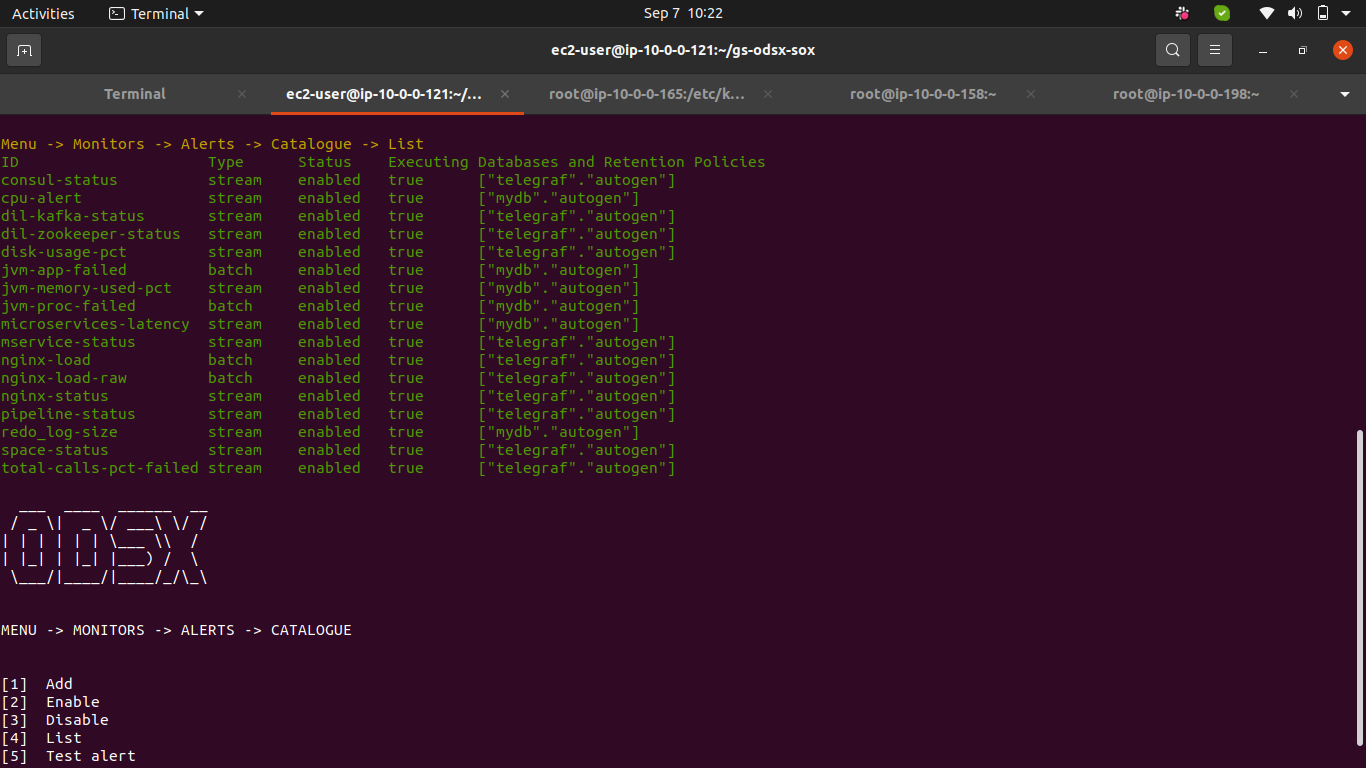 Activities Terminal Sep 7 10:22
ec2-user@ip-10-0-0-121:~/gs-odsx-sox
Terminal ec2-user@ip-10-0-0-121:~/... root@ip-10-0-0-165:/etc/k... root@ip-10-0-0-158:~ root@ip-10-0-0-198:~
Menu -> Monitors -> Alerts -> Catalogue -> List
ID                     Type      Status    Executing Databases and Retention Policies
consul-status          stream    enabled   true      ["telegraf"."autogen"]
cpu-alert              stream    enabled   true      ["mydb"."autogen"]
dil-kafka-status       stream    enabled   true      ["telegraf"."autogen"]
dil-zookeeper-status   stream    enabled   true      ["telegraf"."autogen"]
disk-usage-pct         stream    enabled   true      ["telegraf"."autogen"]
jvm-app-failed         batch     enabled   true      ["mydb"."autogen"]
jvm-memory-used-pct    stream    enabled   true      ["mydb"."autogen"]
jvm-proc-failed        batch     enabled   true      ["mydb"."autogen"]
microservices-latency  stream    enabled   true      ["mydb"."autogen"]
mservice-status        stream    enabled   true      ["telegraf"."autogen"]
nginx-load             batch     enabled   true      ["telegraf"."autogen"]
nginx-load-raw         batch     enabled   true      ["telegraf"."autogen"]
nginx-status           stream    enabled   true      ["telegraf"."autogen"]
pipeline-status        stream    enabled   true      ["telegraf"."autogen"]
redo_log-size          stream    enabled   true      ["mydb"."autogen"]
space-status           stream    enabled   true      ["telegraf"."autogen"]
total-calls-pct-failed stream    enabled   true      ["telegraf"."autogen"]
ODSX
MENU -> MONITORS -> ALERTS -> CATALOGUE
[1]  Add
[2]  Enable
[3]  Disable
[4]  List
[5]  Test alert